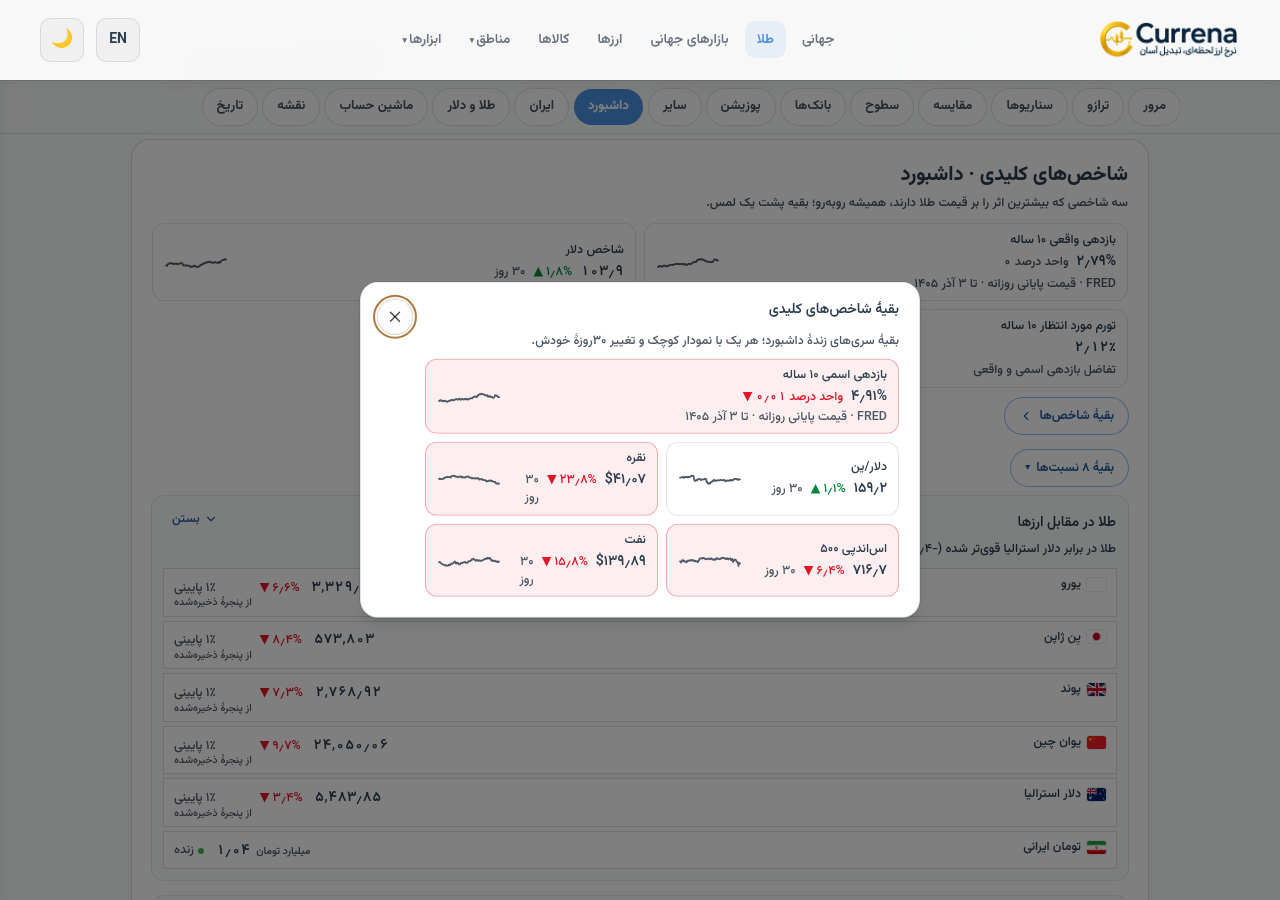 Currena
نرخ ارز لحظه‌ای، تبدیل آسان
جهانی
طلا
بازارهای جهانی
ارزها
کالاها
مناطق ▾
ابزارها ▾
EN
مرور
ترازو
سناریوها
مقایسه
سطوح
بانک‌ها
پوزیشن
سایر
داشبورد
ایران
طلا و دلار
ماشین حساب
نقشه
تاریخ
شاخص‌های کلیدی · داشبورد
سه شاخصی که بیشترین اثر را بر قیمت طلا دارند، همیشه روبه‌رو؛ بقیه پشت یک لمس.
بازدهی واقعی ۱۰ ساله
۲٫۷۹% واحد درصد ۰
FRED · قیمت پایانی روزانه · تا ۳ آذر ۱۴۰۵
شاخص دلار
۱۰۳٫۹ ▲ ۱٫۸% ۳۰ روز
تورم مورد انتظار ۱۰ ساله
۲٫۱۲٪
تفاضل بازدهی اسمی و واقعی
بقیهٔ شاخص‌ها
بقیهٔ ۸ نسبت‌ها ▾
بقیهٔ شاخص‌های کلیدی
بقیهٔ سری‌های زندهٔ داشبورد؛ هر یک با نمودار کوچک و تغییر ۳۰روزهٔ خودش.
بازدهی اسمی ۱۰ ساله
۴٫۹۱% واحد درصد ۰٫۰۱ ▼
FRED · قیمت پایانی روزانه · تا ۳ آذر ۱۴۰۵
دلار/ین
۱۵۹٫۲ ▲ ۱٫۱% ۳۰ روز
نقره
$۴۱٫۰۷ ▼ ۲۳٫۸% ۳۰ روز
اس‌اندپی ۵۰۰
۷۱۶٫۷ ▼ ۶٫۴% ۳۰ روز
نفت
$۱۳۹٫۸۹ ▼ ۱۵٫۸% ۳۰ روز
طلا در مقابل ارزها
بستن
طلا در برابر دلار استرالیا قوی‌تر شده (-۴٫
یورو
۳,۳۲۹٫
▼ ۶٫۶%
۱٪ پایینی
از پنجرهٔ ذخیره‌شده
ین ژاپن
۵۷۳,۸۰۳
▼ ۸٫۴%
۱٪ پایینی
از پنجرهٔ ذخیره‌شده
پوند
۲,۷۶۸٫۹۲
▼ ۷٫۳%
۱٪ پایینی
از پنجرهٔ ذخیره‌شده
یوان چین
۲۴,۰۵۰٫۰۶
▼ ۹٫۷%
۱٪ پایینی
از پنجرهٔ ذخیره‌شده
دلار استرالیا
۵,۴۸۳٫۸۵
▼ ۳٫۴%
۱٪ پایینی
از پنجرهٔ ذخیره‌شده
تومان ایرانی
میلیارد تومان ۱٫۰۴
زنده